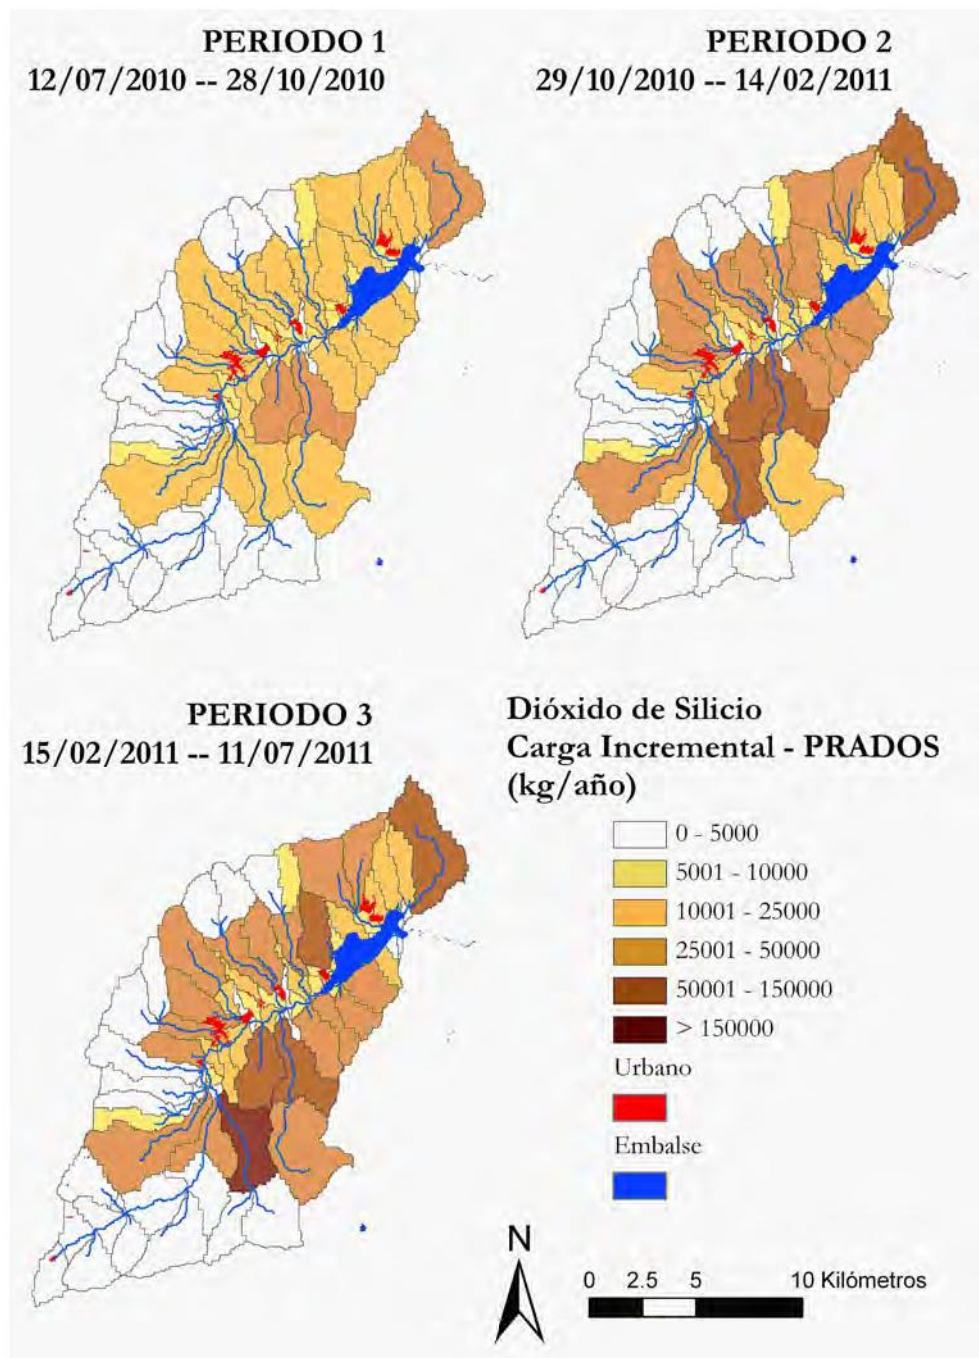 PERIODO 1
12/07/2010 -- 28/10/2010
PERIODO 2
29/10/2010 -- 14/02/2011
PERIODO 3
15/02/2011 -- 11/07/2011
Dióxido de Silicio
Carga Incremental - PRADOS
(kg/año)
0 - 5000
5001 - 10000
10001 - 25000
25001 - 50000
50001 - 150000
> 150000
Urbano
Embalse
N
0 2.5 5 10 Kilómetros